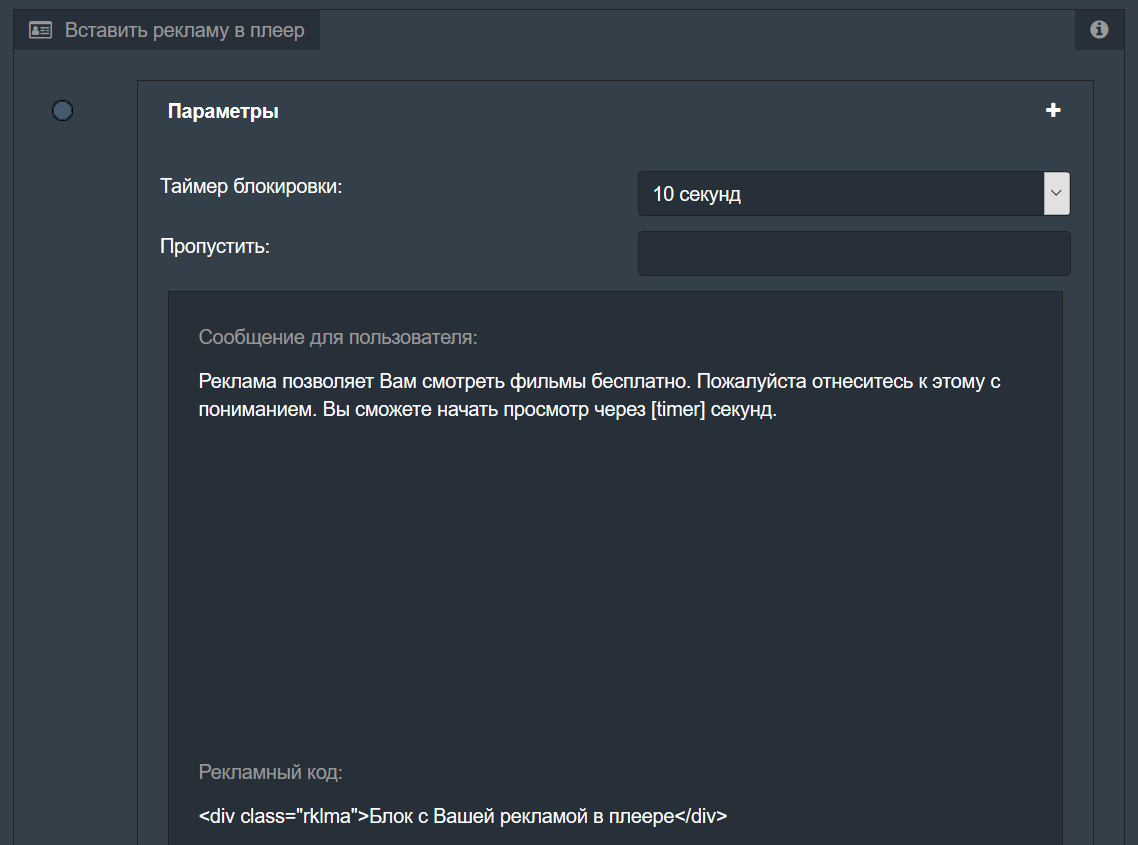 Вставить рекламу в плеер
Параметры
Таймер блокировки:
10 секунд
Пропустить:
Сообщение для пользователя:
Реклама позволяет Вам смотреть фильмы бесплатно. Пожалуйста отнеситесь к этому с
пониманием. Вы сможете начать просмотр через [timer] секунд.
Рекламный код:
<div class="rklma">Блок с Вашей рекламой в плеере</div>